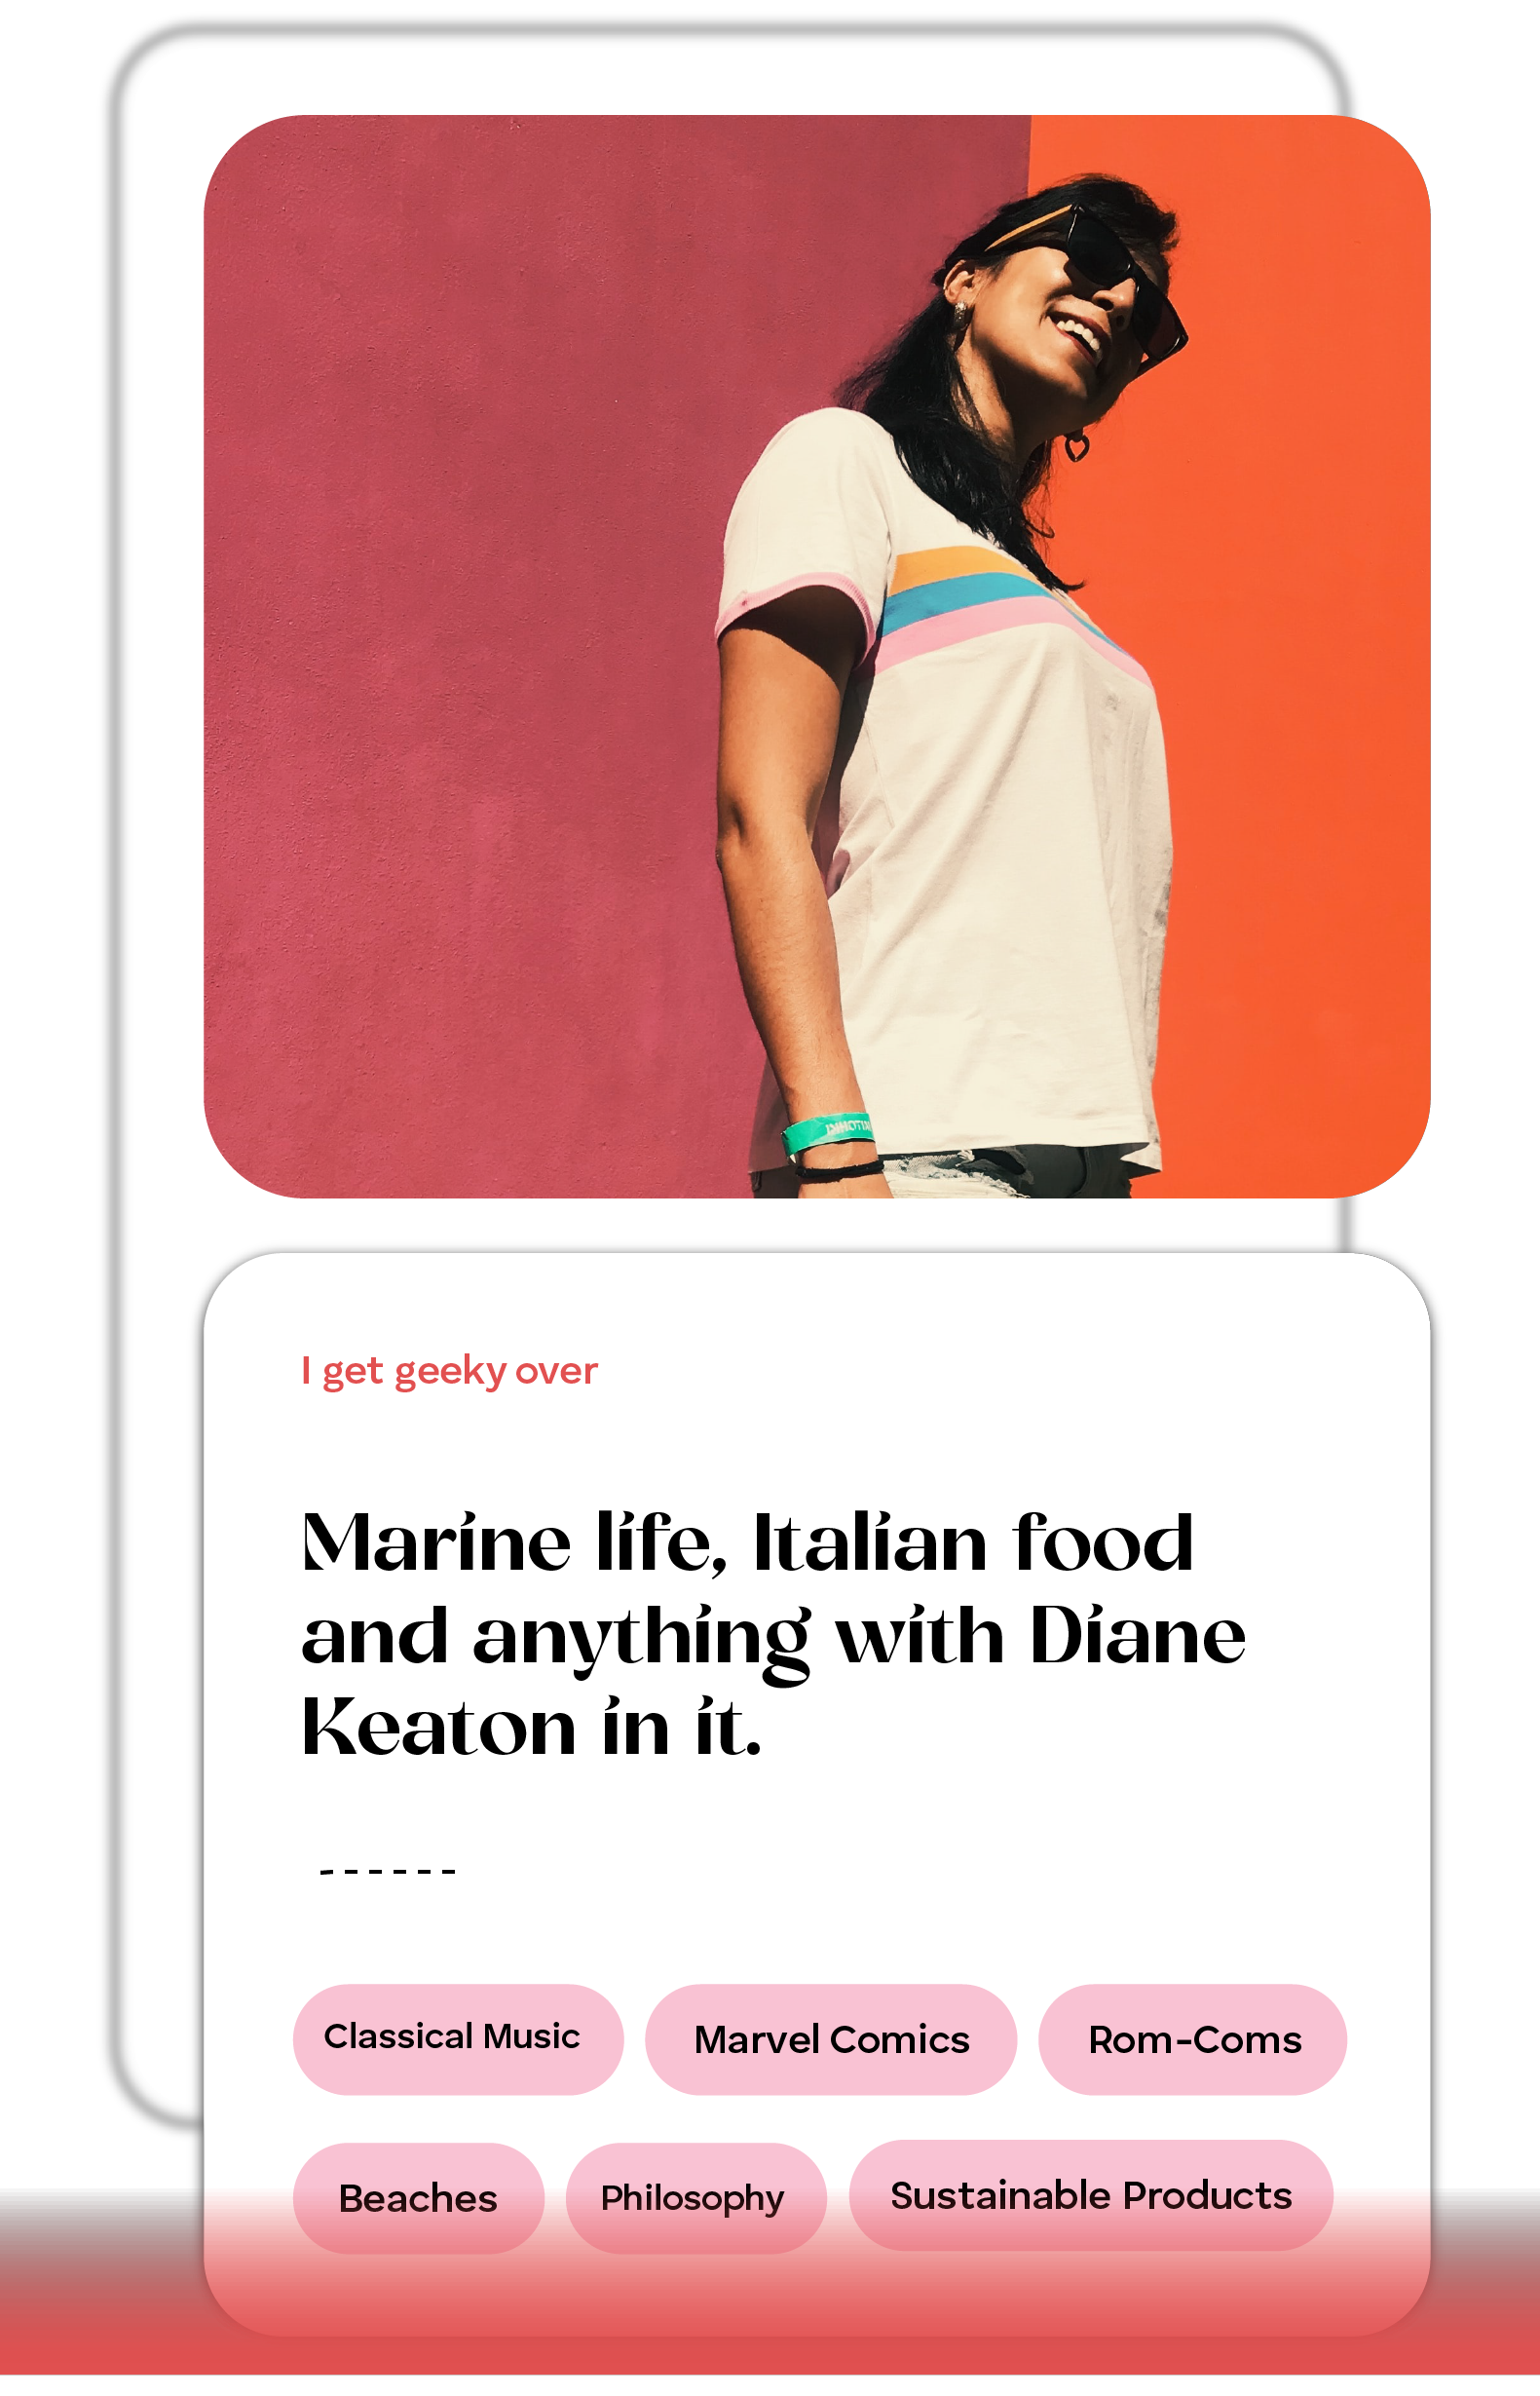 I get geeky over
Marine life, Italian food
and anything with Diane
Keaton in it.
Classical Music
Marvel Comics
Rom-Coms
Beaches
Philosophy
Sustainable Products